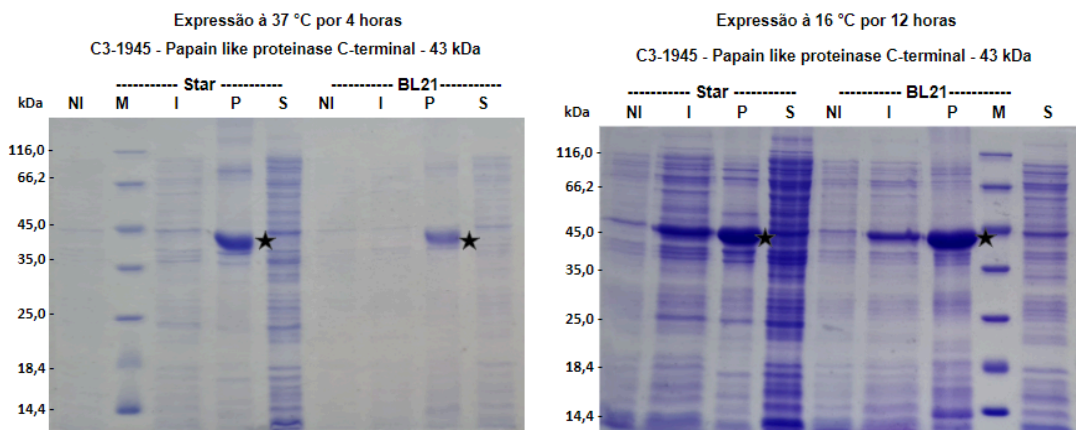 Expressão à 37 °C por 4 horas
C3-1945 - Papain like proteinase C-terminal - 43 kDa
----------- Star ----------- ----------- BL21-----------
kDa NI M I P S NI I P S
116,0 -
66,2 -
45,0 -
35,0 -
25,0 -
18,4 -
14,4 -
Expressão à 16 °C por 12 horas
C3-1945 - Papain like proteinase C-terminal - 43 kDa
----------- Star ----------- -----------BL21-----------
kDa NI I P S NI I P M S
116,0 -
66,2 -
45,0 -
35,0 -
25,0 -
18,4 -
14,4 -